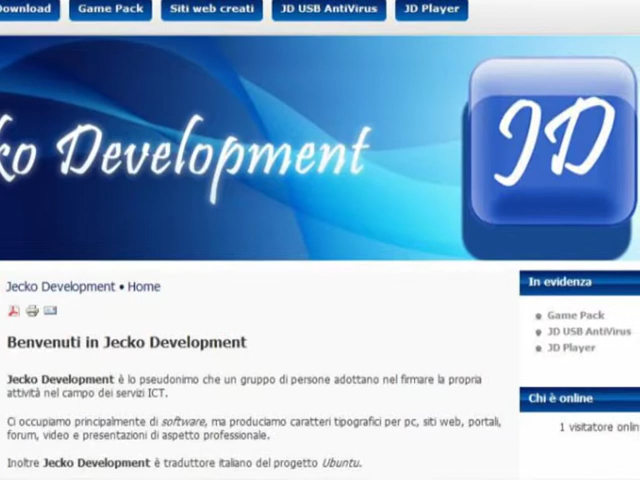 Download Game Pack Siti web creati JD USB AntiVirus JD Player
Development JD
Jecko Development • Home
Benvenuti in Jecko Development
Jecko Development è lo pseudonimo che un gruppo di persone adottano nel firmare la propria
attività nel campo dei servizi ICT.
Ci occupiamo principalmente di software, ma produciamo caratteri tipografici per pc, siti web, portali,
forum, video e presentazioni di aspetto professionale.
Inoltre Jecko Development è traduttore italiano del progetto Ubuntu.
In evidenza
Game Pack
JD USB AntiVirus
JD Player
Chi è online
1 visitatore onlin